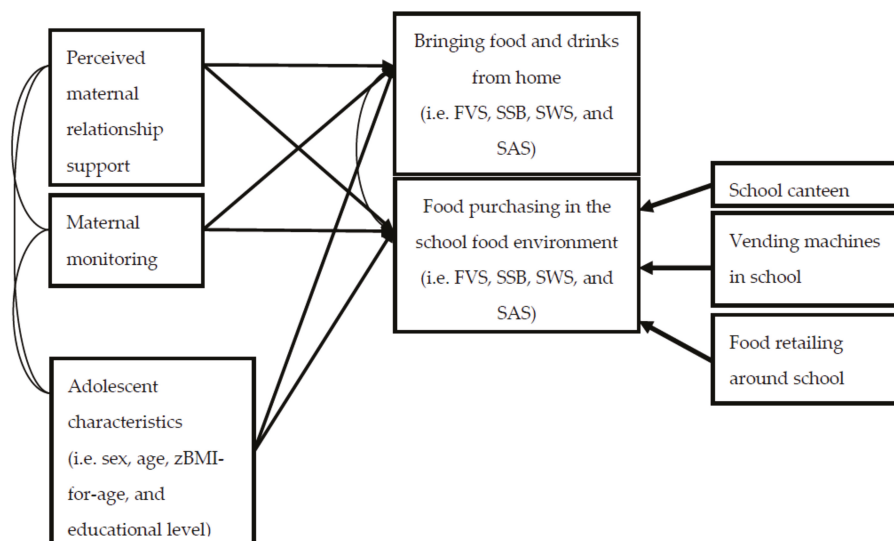 Perceived
maternal
relationship
support
Maternal
monitoring
Adolescent
characteristics
(i.e. sex, age, zBMI-
for-age, and
educational level)
Bringing food and drinks
from home
(i.e. FVS, SSB, SWS, and
SAS)
Food purchasing in the
school food environment
(i.e. FVS, SSB, SWS, and
SAS)
School canteen
Vending machines
in school
Food retailing
around school